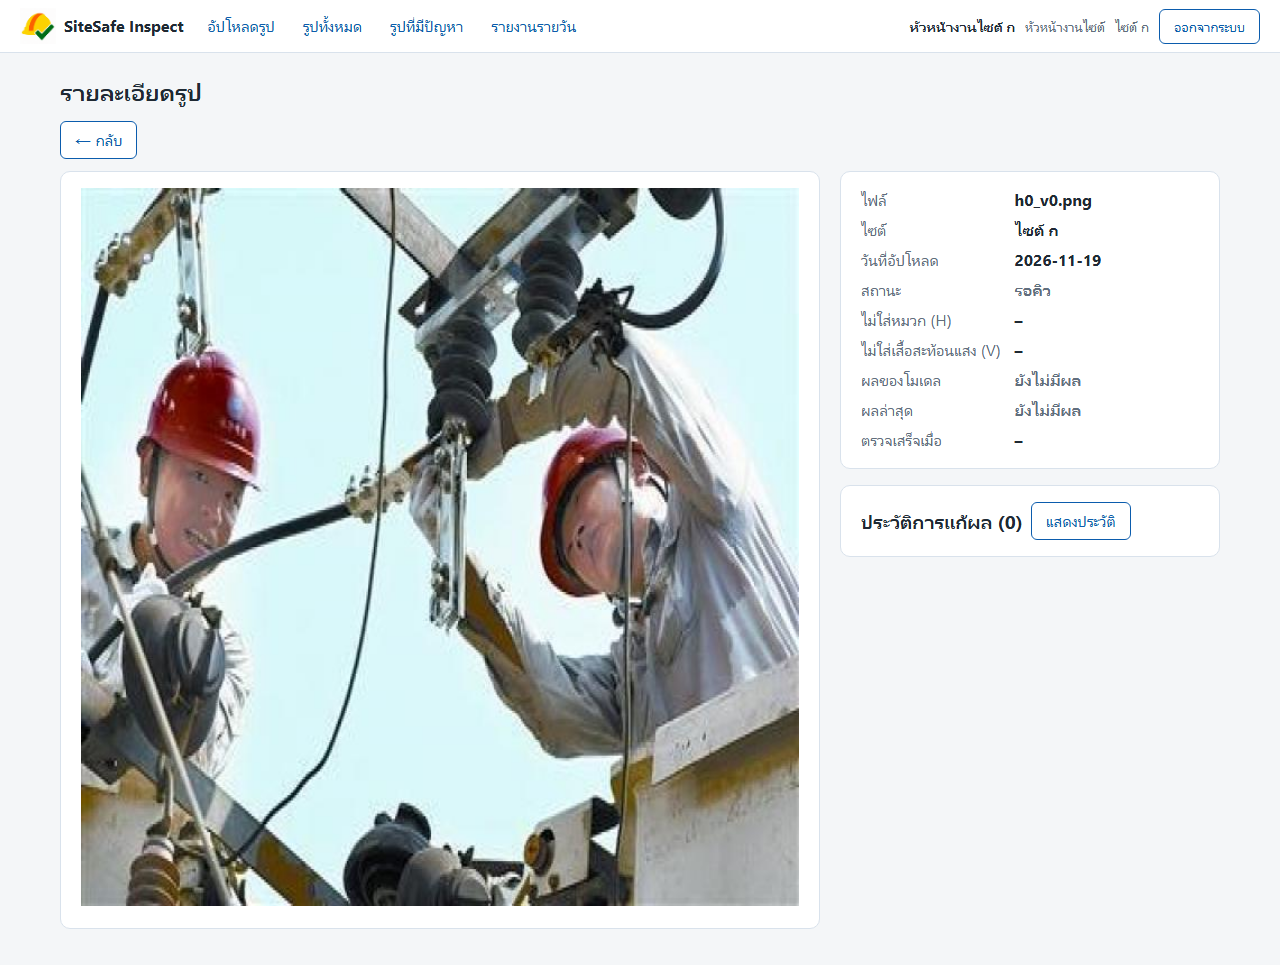 SiteSafe Inspect อัปโหลดรูป รูปทั้งหมด รูปที่มีปัญหา รายงานรายวัน หัวหน้างานไซต์ ก หัวหน้างานไซต์ ไซต์ ก ออกจากระบบ
รายละเอียดรูป
← กลับ
ไฟล์ h0_v0.png
ไซต์ ไซต์ ก
วันที่อัปโหลด 2026-11-19
สถานะ รอคิว
ไม่ใส่หมวก (H) –
ไม่ใส่เสื้อสะท้อนแสง (V) –
ผลของโมเดล ยังไม่มีผล
ผลล่าสุด ยังไม่มีผล
ตรวจเสร็จเมื่อ –
ประวัติการแก้ผล (0) แสดงประวัติ